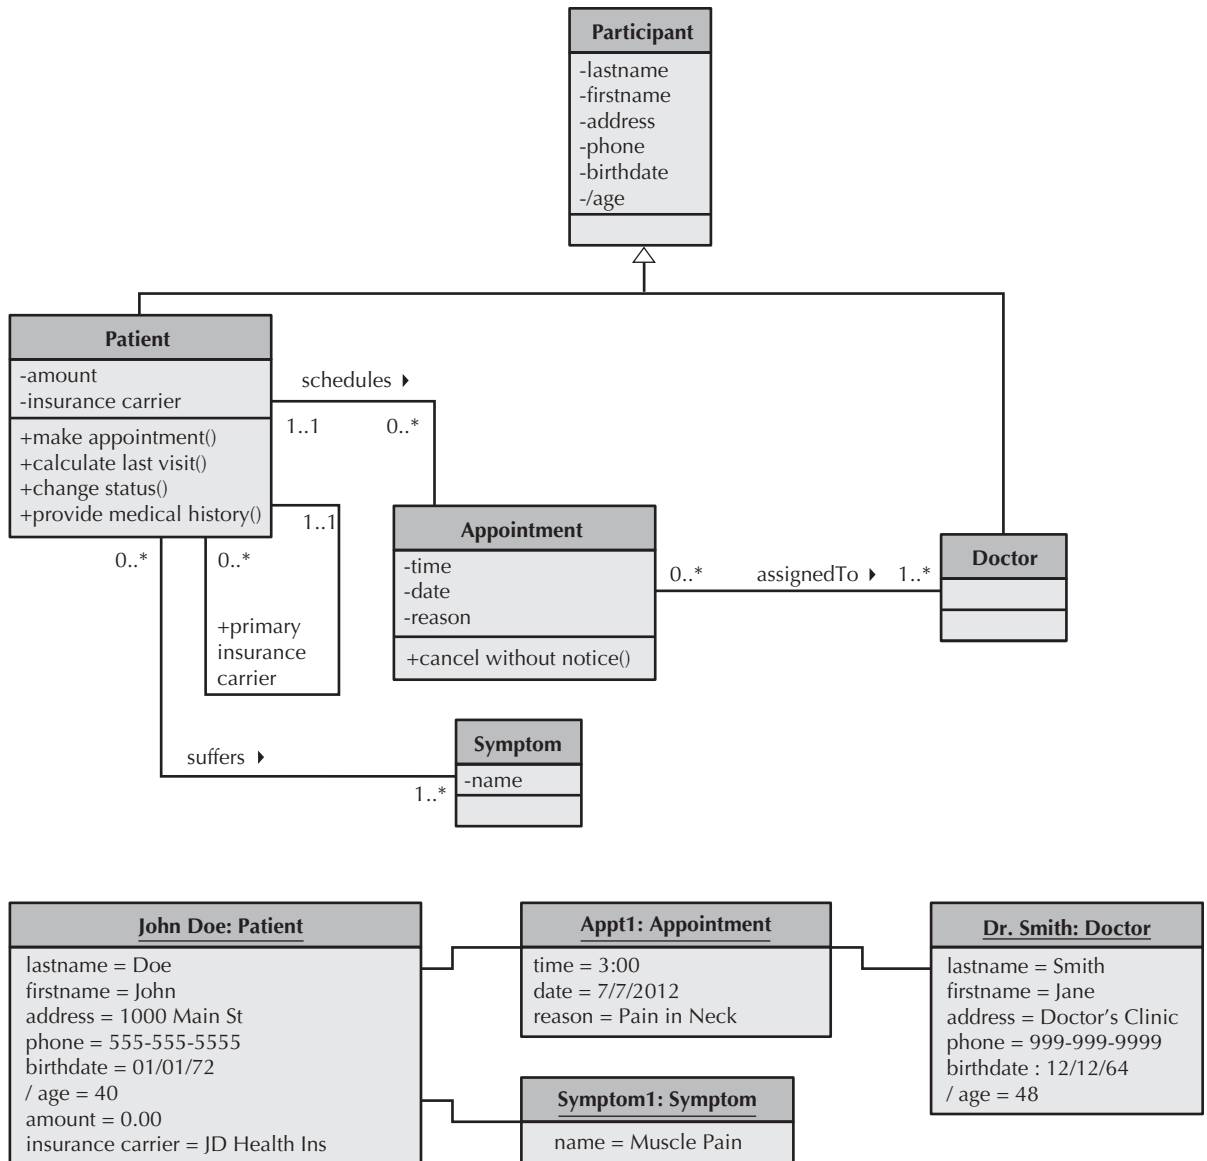 Participant
-lastname
-firstname
-address
-phone
-birthdate
-/age
Patient
-amount
-insurance carrier
+make appointment()
+calculate last visit()
+change status()
+provide medical history()
schedules
1..1
0..*
1..1
0..*
0..*
+primary
insurance
carrier
Appointment
-time
-date
-reason
+cancel without notice()
0..*
assignedTo
1..*
Doctor
suffers
1..*
Symptom
-name
John Doe: Patient
lastname = Doe
firstname = John
address = 1000 Main St
phone = 555-555-5555
birthdate = 01/01/72
/ age = 40
amount = 0.00
insurance carrier = JD Health Ins
Appt1: Appointment
time = 3:00
date = 7/7/2012
reason = Pain in Neck
Symptom1: Symptom
name = Muscle Pain
Dr. Smith: Doctor
lastname = Smith
firstname = Jane
address = Doctor's Clinic
phone = 999-999-9999
birthdate : 12/12/64
/ age = 48